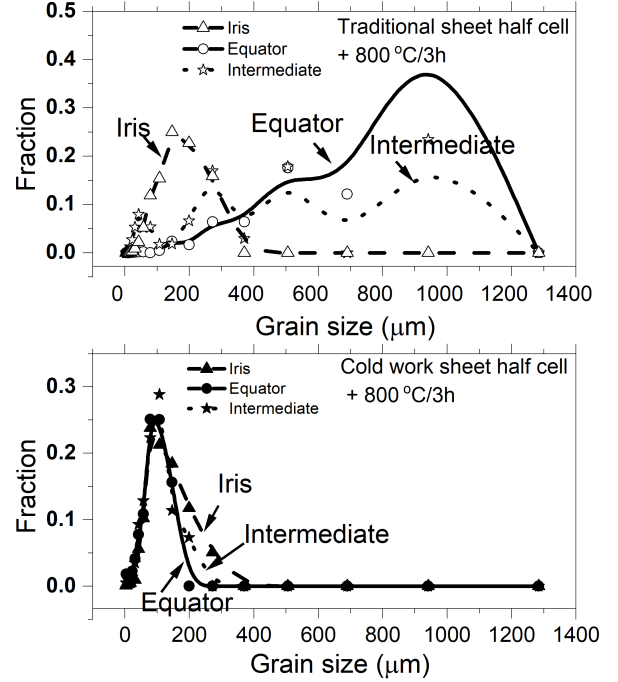 0.5
0.4
0.3
0.2
0.1
0.0
Fraction
Iris
Equator
Intermediate
Traditional sheet half cell
+ 800 °C/3h
Iris
Equator
Intermediate
0 200 400 600 800 1000 1200 1400
Grain size (μm)
0.3
0.2
0.1
0.0
Fraction
Iris
Equator
Intermediate
Cold work sheet half cell
+ 800 °C/3h
Iris
Intermediate
Equator
0 200 400 600 800 1000 1200 1400
Grain size (μm)